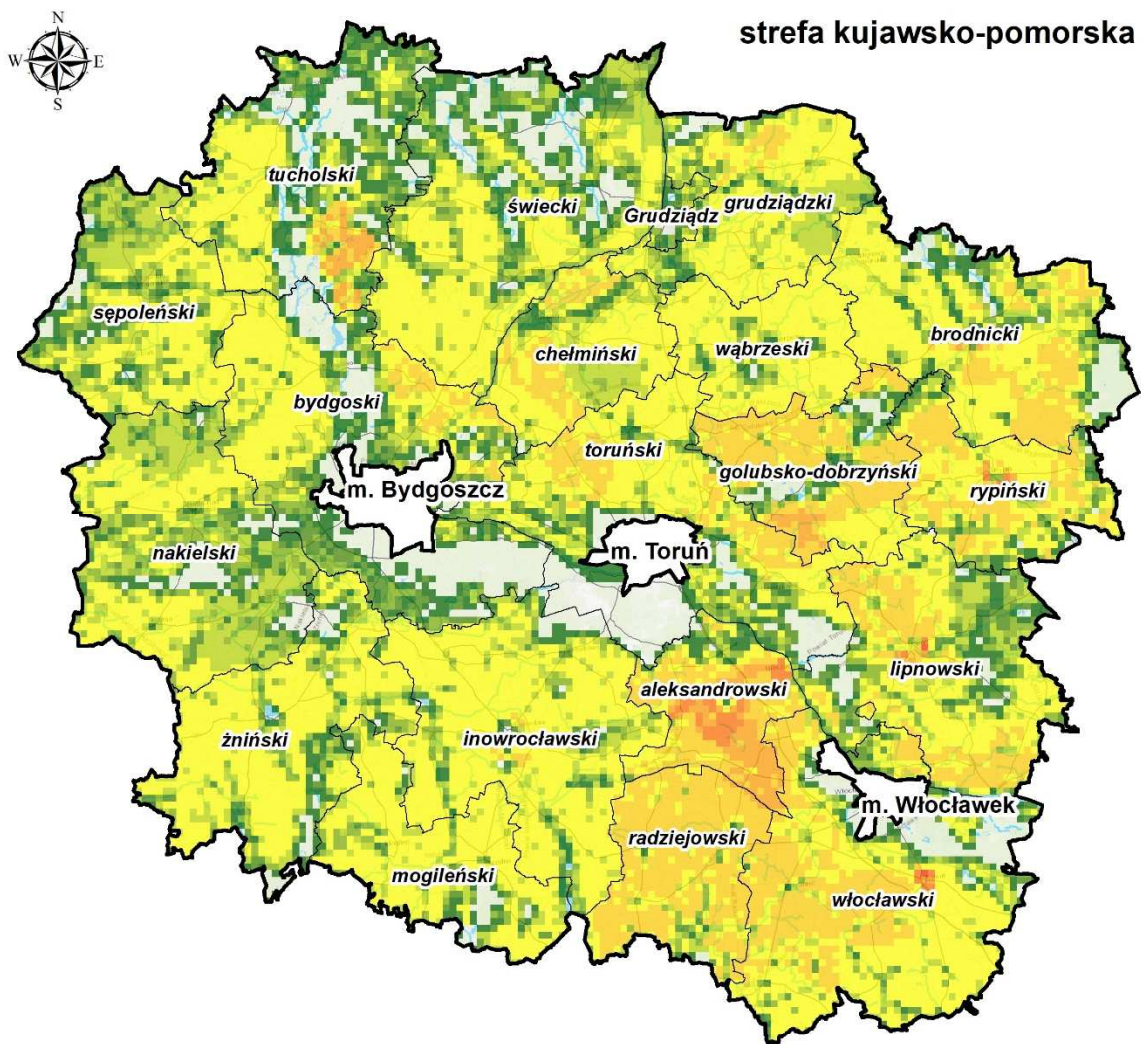 strefa kujawsko-pomorska
N
W E
S
tucholski
świecki
Grudziądz
grudziądzki
sępoleński
brodnicki
chełmiński
wąbrzeski
bydgoski
toruński
golubsko-dobrzyński
rypiński
m. Bydgoszcz
nakielski
m. Toruń
lipnowski
aleksandrowski
żniński
inowrocławski
m. Włocławek
radziejowski
mogileński
włocławski